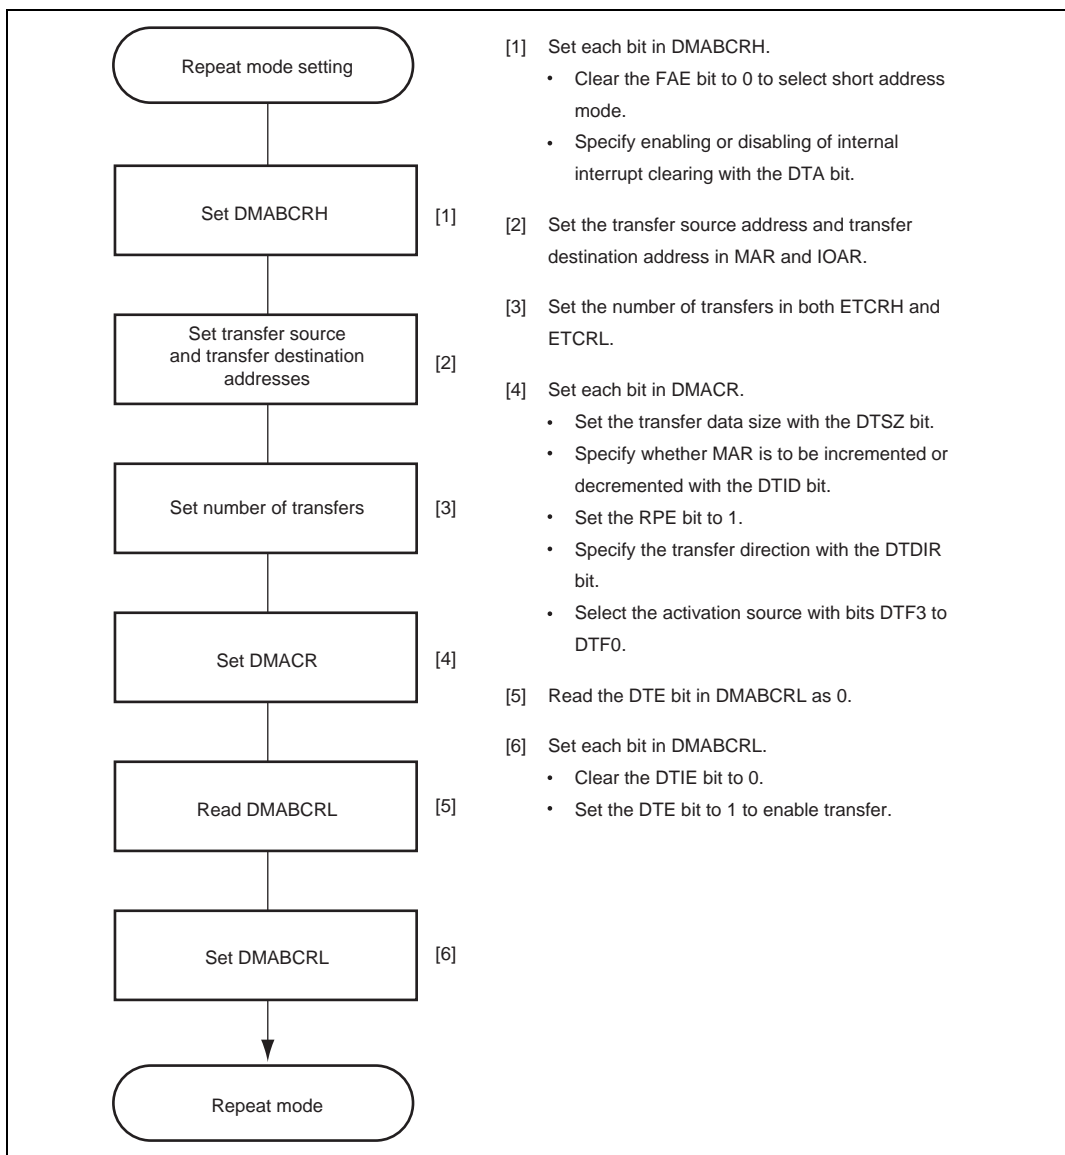 Repeat mode setting
Set DMABCRH
[1]
Set transfer source
and transfer destination
addresses
[2]
Set number of transfers
[3]
Set DMACR
[4]
Read DMABCRL
[5]
Set DMABCRL
[6]
Repeat mode
[1] Set each bit in DMABCRH.
• Clear the FAE bit to 0 to select short address
mode.
• Specify enabling or disabling of internal
interrupt clearing with the DTA bit.
[2] Set the transfer source address and transfer
destination address in MAR and IOAR.
[3] Set the number of transfers in both ETCRH and
ETCRL.
[4] Set each bit in DMACR.
• Set the transfer data size with the DTSZ bit.
• Specify whether MAR is to be incremented or
decremented with the DTID bit.
• Set the RPE bit to 1.
• Specify the transfer direction with the DTDIR
bit.
• Select the activation source with bits DTF3 to
DTF0.
[5] Read the DTE bit in DMABCRL as 0.
[6] Set each bit in DMABCRL.
• Clear the DTIE bit to 0.
• Set the DTE bit to 1 to enable transfer.